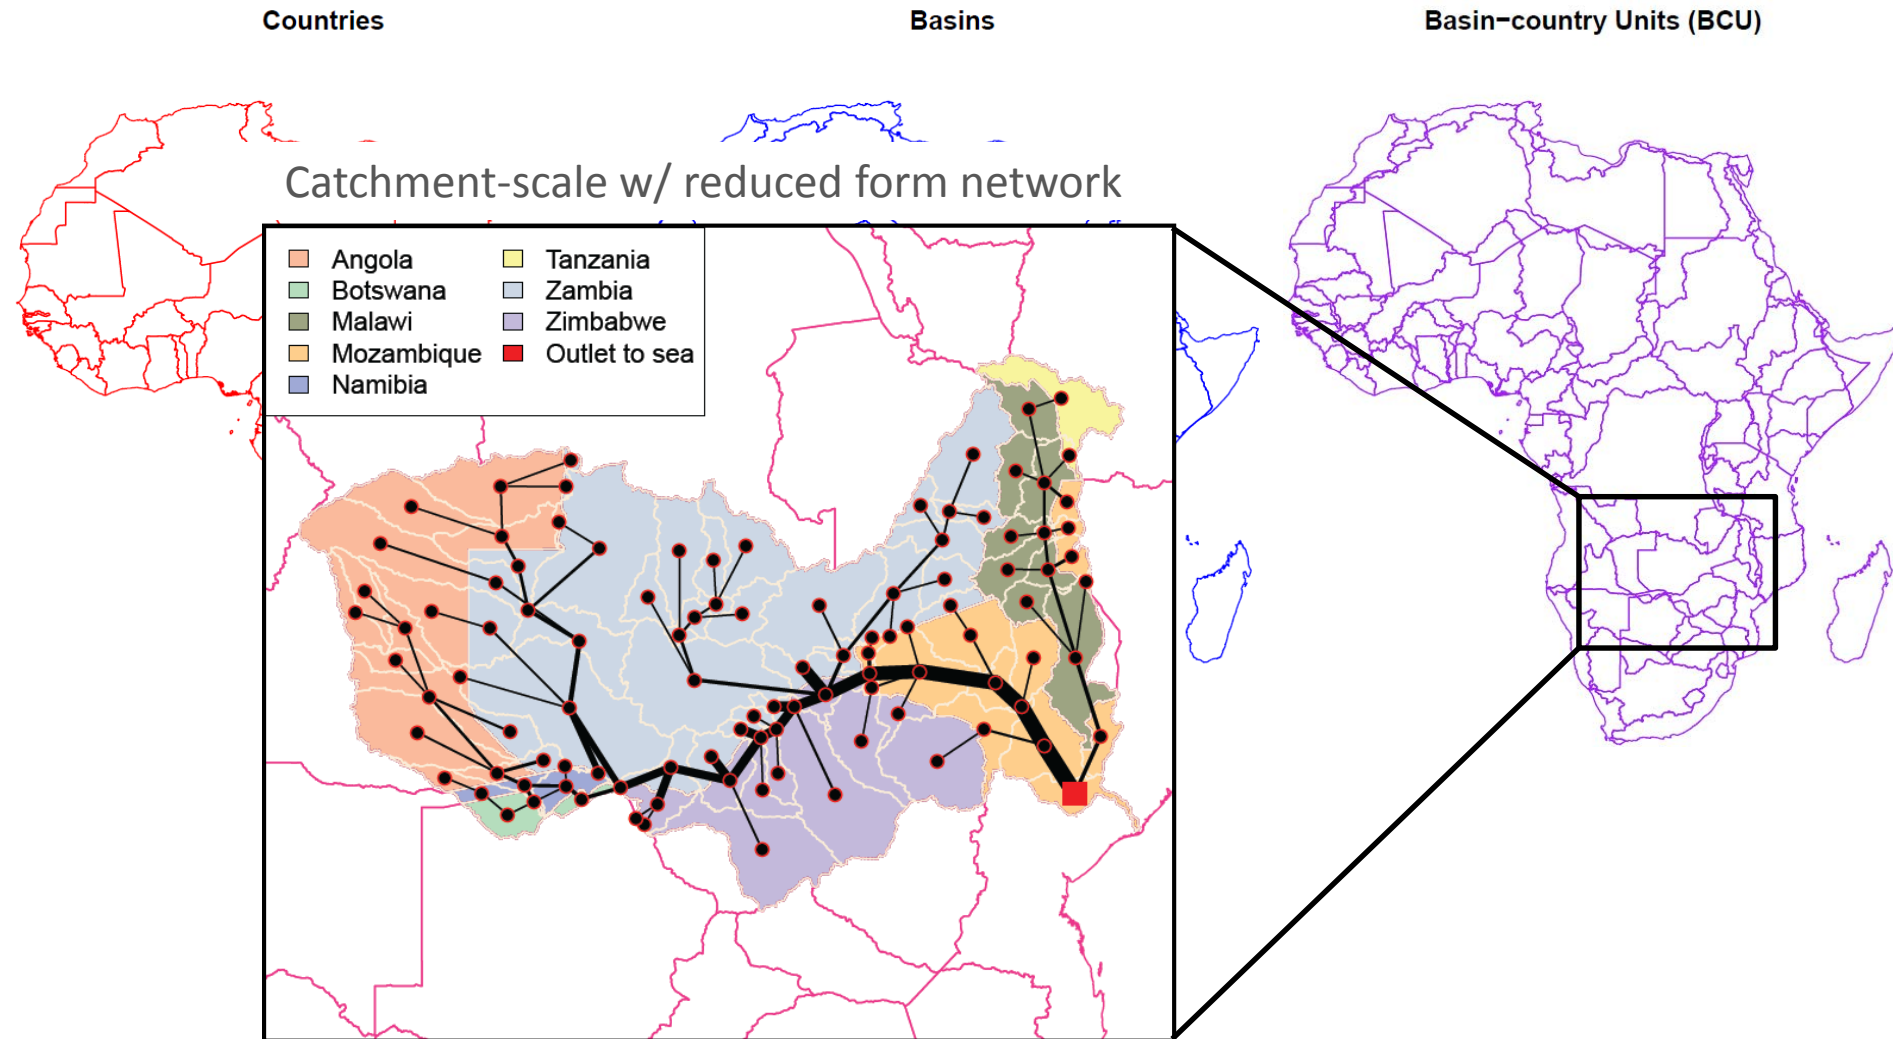 Countries
Basins
Basin−country Units (BCU)
Catchment-scale w/ reduced form network
Angola
Botswana
Malawi
Mozambique
Namibia
Tanzania
Zambia
Zimbabwe
Outlet to sea